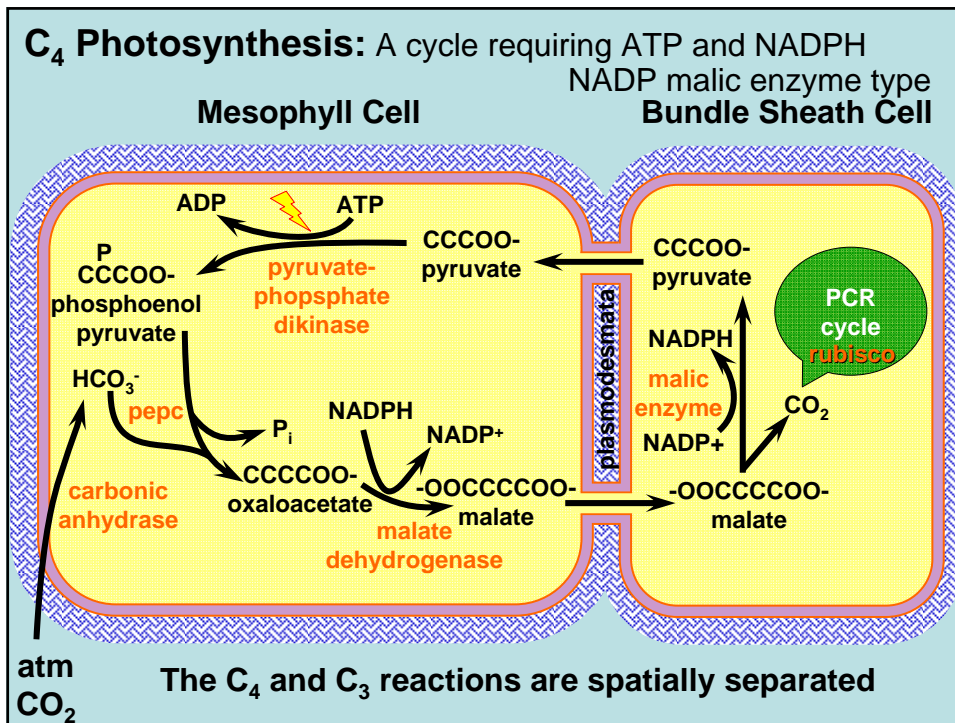 C₄ Photosynthesis: A cycle requiring ATP and NADPH
NADP malic enzyme type
Mesophyll Cell
Bundle Sheath Cell
ADP
ATP
P
CCCOO-
phosphoenol
pyruvate
pyruvate-
phopsphate
dikinase
CCCOO-
pyruvate
CCCOO-
pyruvate
PCR
cycle
rubisco
plasmodesmata
NADPH
malic
enzyme
NADP+
CO₂
HCO₃⁻
pepc
Pᵢ
NADPH
NADP⁺
carbonic
anhydrase
CCCCOO-
oxaloacetate
-OOCCCCOO-
malate
malate
dehydrogenase
-OOCCCCOO-
malate
atm
CO₂
The C₄ and C₃ reactions are spatially separated